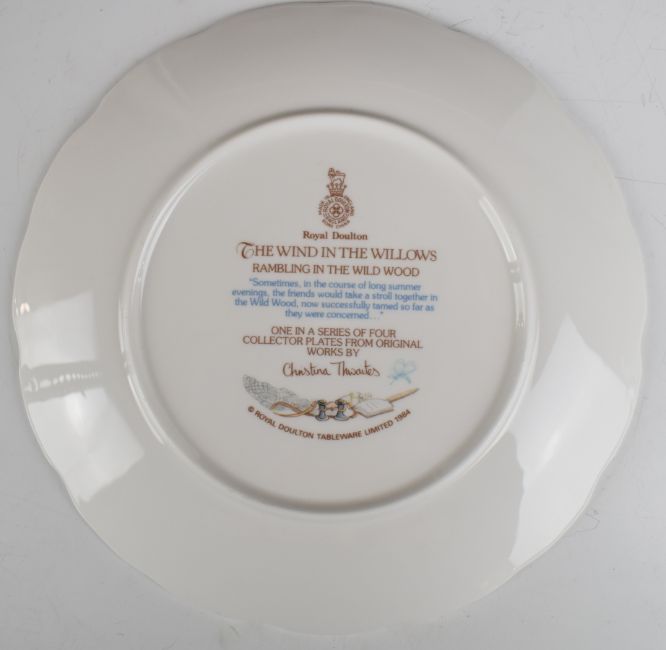 Royal Doulton
THE WIND IN THE WILLOWS
RAMBLING IN THE WILD WOOD
"Sometimes, in the course of long summer
evenings, the friends would take a stroll together in
the Wild Wood, now successfully tamed so far as
they were concerned..."
ONE IN A SERIES OF FOUR
COLLECTOR PLATES FROM ORIGINAL
WORKS BY
Christina Thwaites
© ROYAL DOULTON TABLEWARE LIMITED 1984